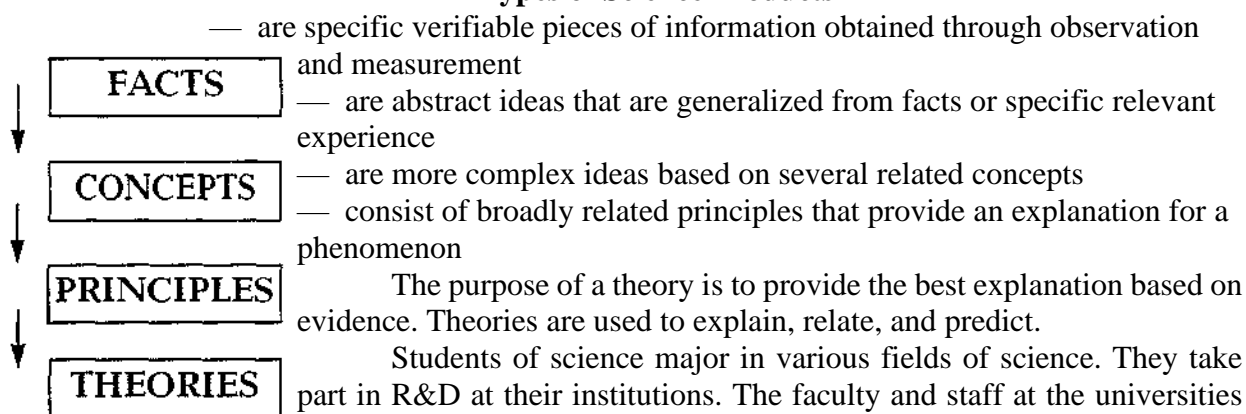 — are specific verifiable pieces of information obtained through observation
and measurement
FACTS
— are abstract ideas that are generalized from facts or specific relevant
experience
CONCEPTS
— are more complex ideas based on several related concepts
— consist of broadly related principles that provide an explanation for a
phenomenon
PRINCIPLES
The purpose of a theory is to provide the best explanation based on
evidence. Theories are used to explain, relate, and predict.
THEORIES
Students of science major in various fields of science. They take
part in R&D at their institutions. The faculty and staff at the universities